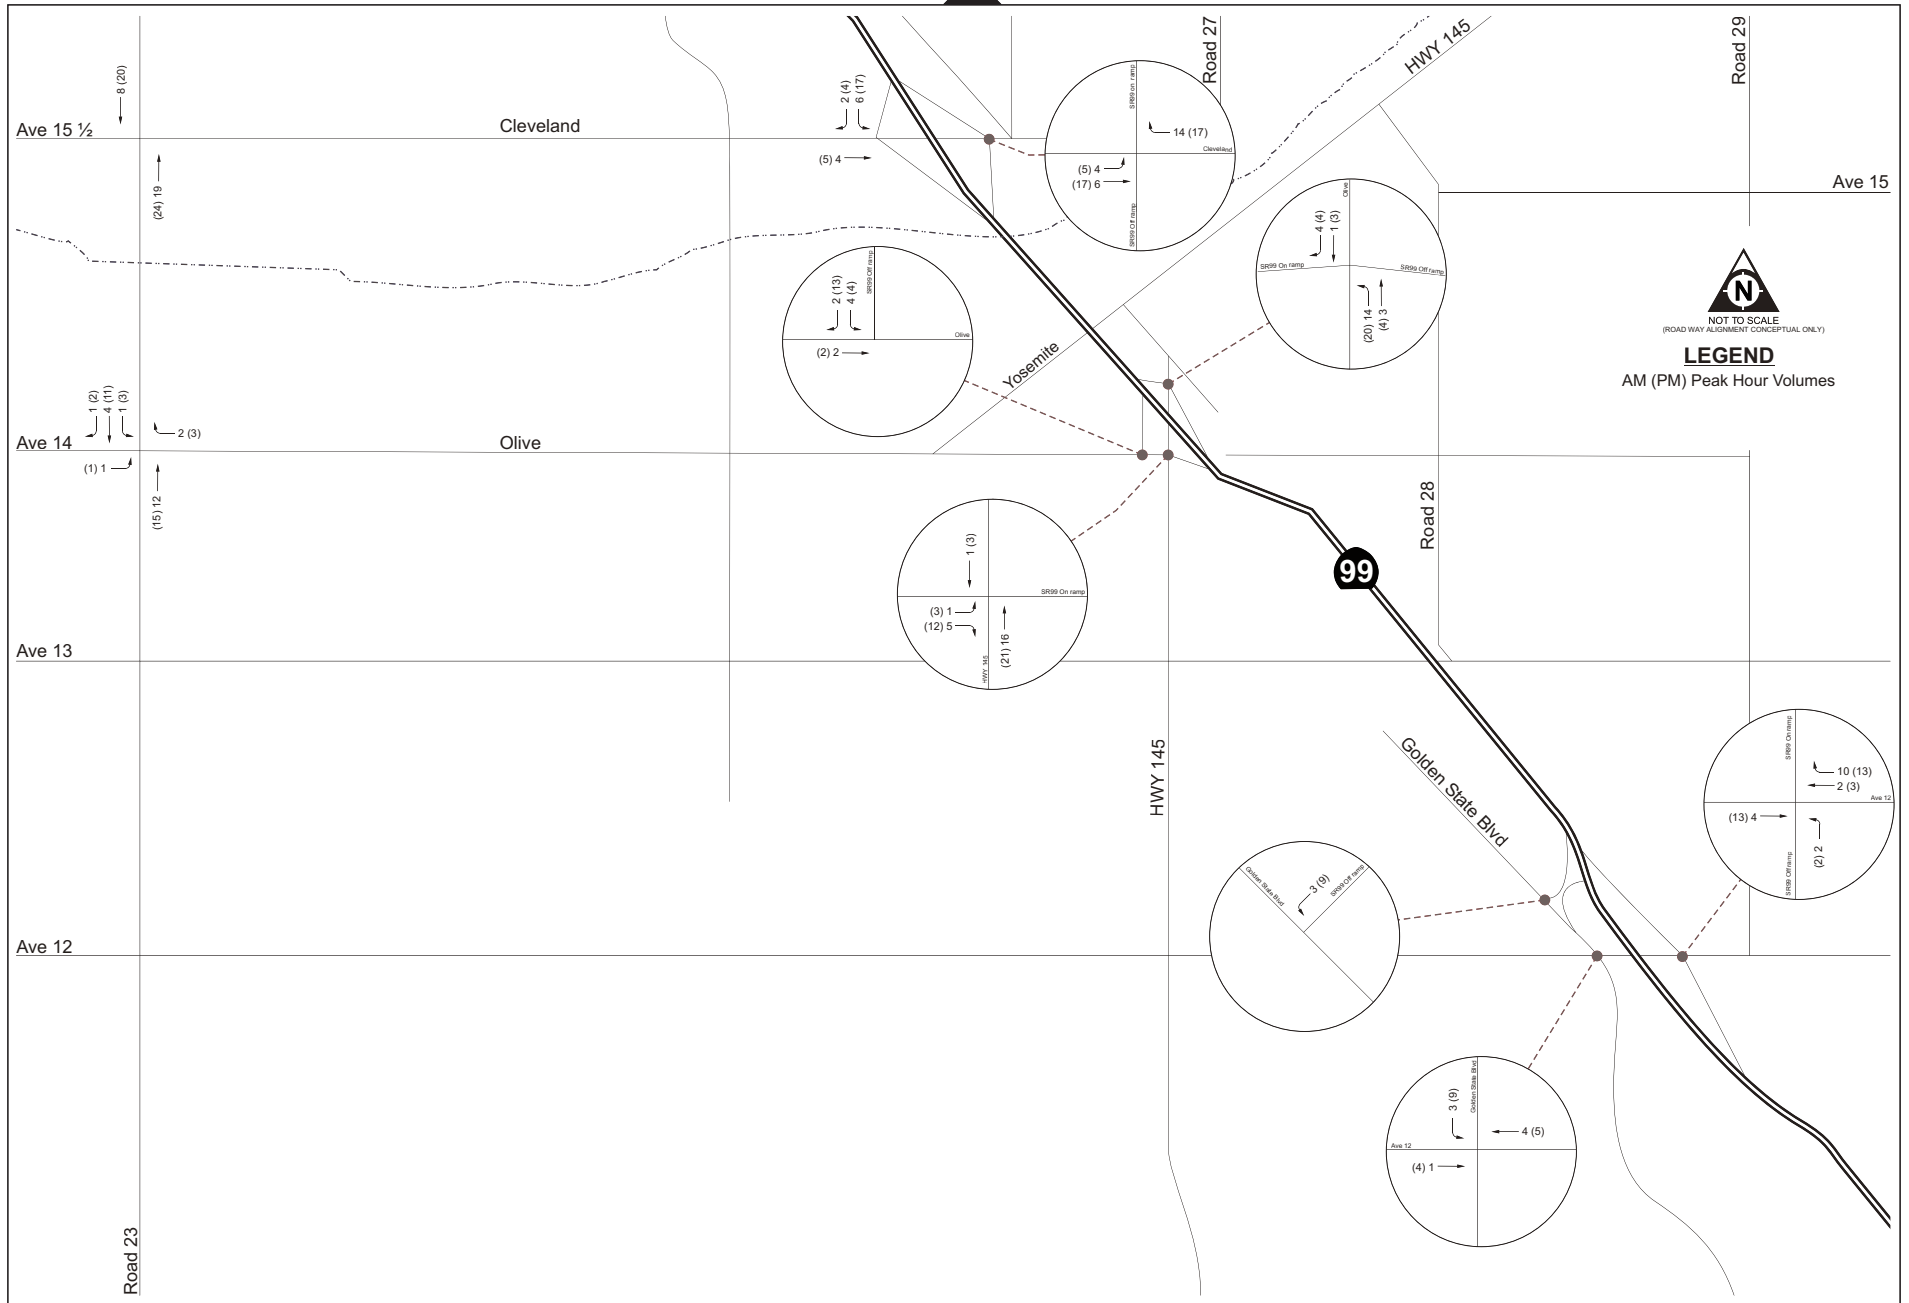 Road 27
HWY 145
Road 29
8 (20)
2 (4)
6 (17)
SR99 on ramp
14 (17)
Ave 15 ½
Cleveland
(5) 4
Cleveland
(5) 4
(17) 6
(24) 19
SR99 Off ramp
Ave 15
Olive
4 (4)
1 (3)
SR99 On ramp
SR99 Off ramp
(20) 14
(4) 3
SR99 Off ramp
2 (13)
4 (4)
Olive
(2) 2
N
NOT TO SCALE
(ROAD WAY ALIGNMENT CONCEPTUAL ONLY)
LEGEND
AM (PM) Peak Hour Volumes
Yosemite
1 (2)
4 (11)
1 (3)
2 (3)
Ave 14
Olive
(1) 1
(15) 12
Road 28
1 (3)
99
SR99 On ramp
(3) 1
(12) 5
(21) 16
HWY 145
Ave 13
HWY 145
Golden State Blvd
SR99 On ramp
10 (13)
2 (3)
Ave 12
(13) 4
(2) 2
SR99 Off ramp
Golden State Blvd
3 (9)
SR99 Off ramp
Ave 12
Golden State Blvd
3 (9)
4 (5)
Ave 12
(4) 1
Road 23